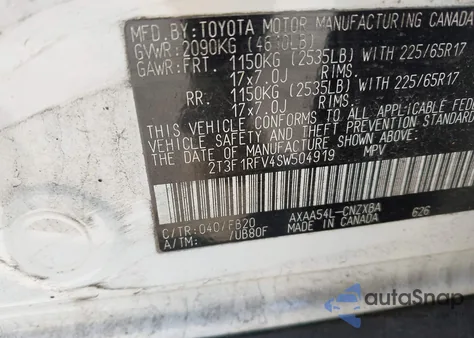 MFD.BY: TOYOTA MOTOR MANUFACTURING CANADA
GVWR: 2090KG (4610LB)
GAWR: FRT. 1150KG (2535LB) WITH 225/65R17
17x7.0J RIMS.
RR. 1150KG (2535LB) WITH 225/65R17
17x7.0J RIMS.
THIS VEHICLE CONFORMS TO ALL APPLICABLE FEDE
SAFETY AND THEFT PREVENTION STANDARD
THE DATE OF MANUFACTURE SHOWN ABOVE.
2T3F1RFV4SW504919 MPV
C/TR: 040/FB20 AXAA54L-CNZXBA 626
A/TM: /UB80F MADE IN CANADA
autoSnap